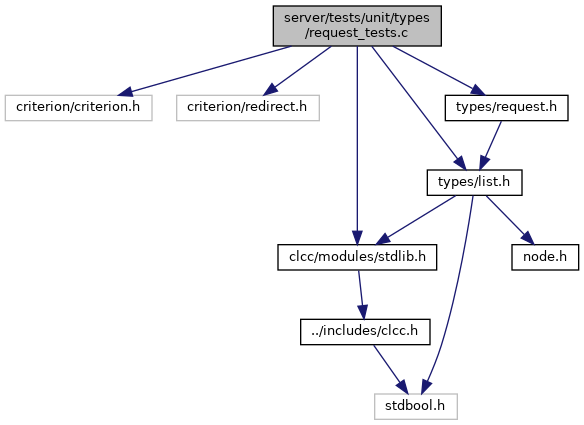 server/tests/unit/types
/request_tests.c
criterion/criterion.h
criterion/redirect.h
types/request.h
types/list.h
clcc/modules/stdlib.h
node.h
../includes/clcc.h
stdbool.h